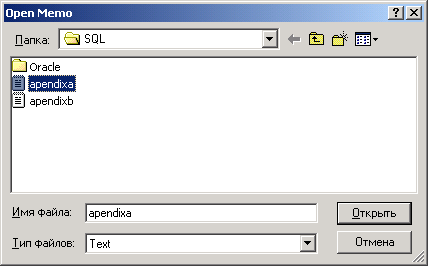 Open Memo
Папка: SQL
Oracle
apendixa
apendixb
Имя файла: apendixa Открыть
Тип файлов: Text Отмена